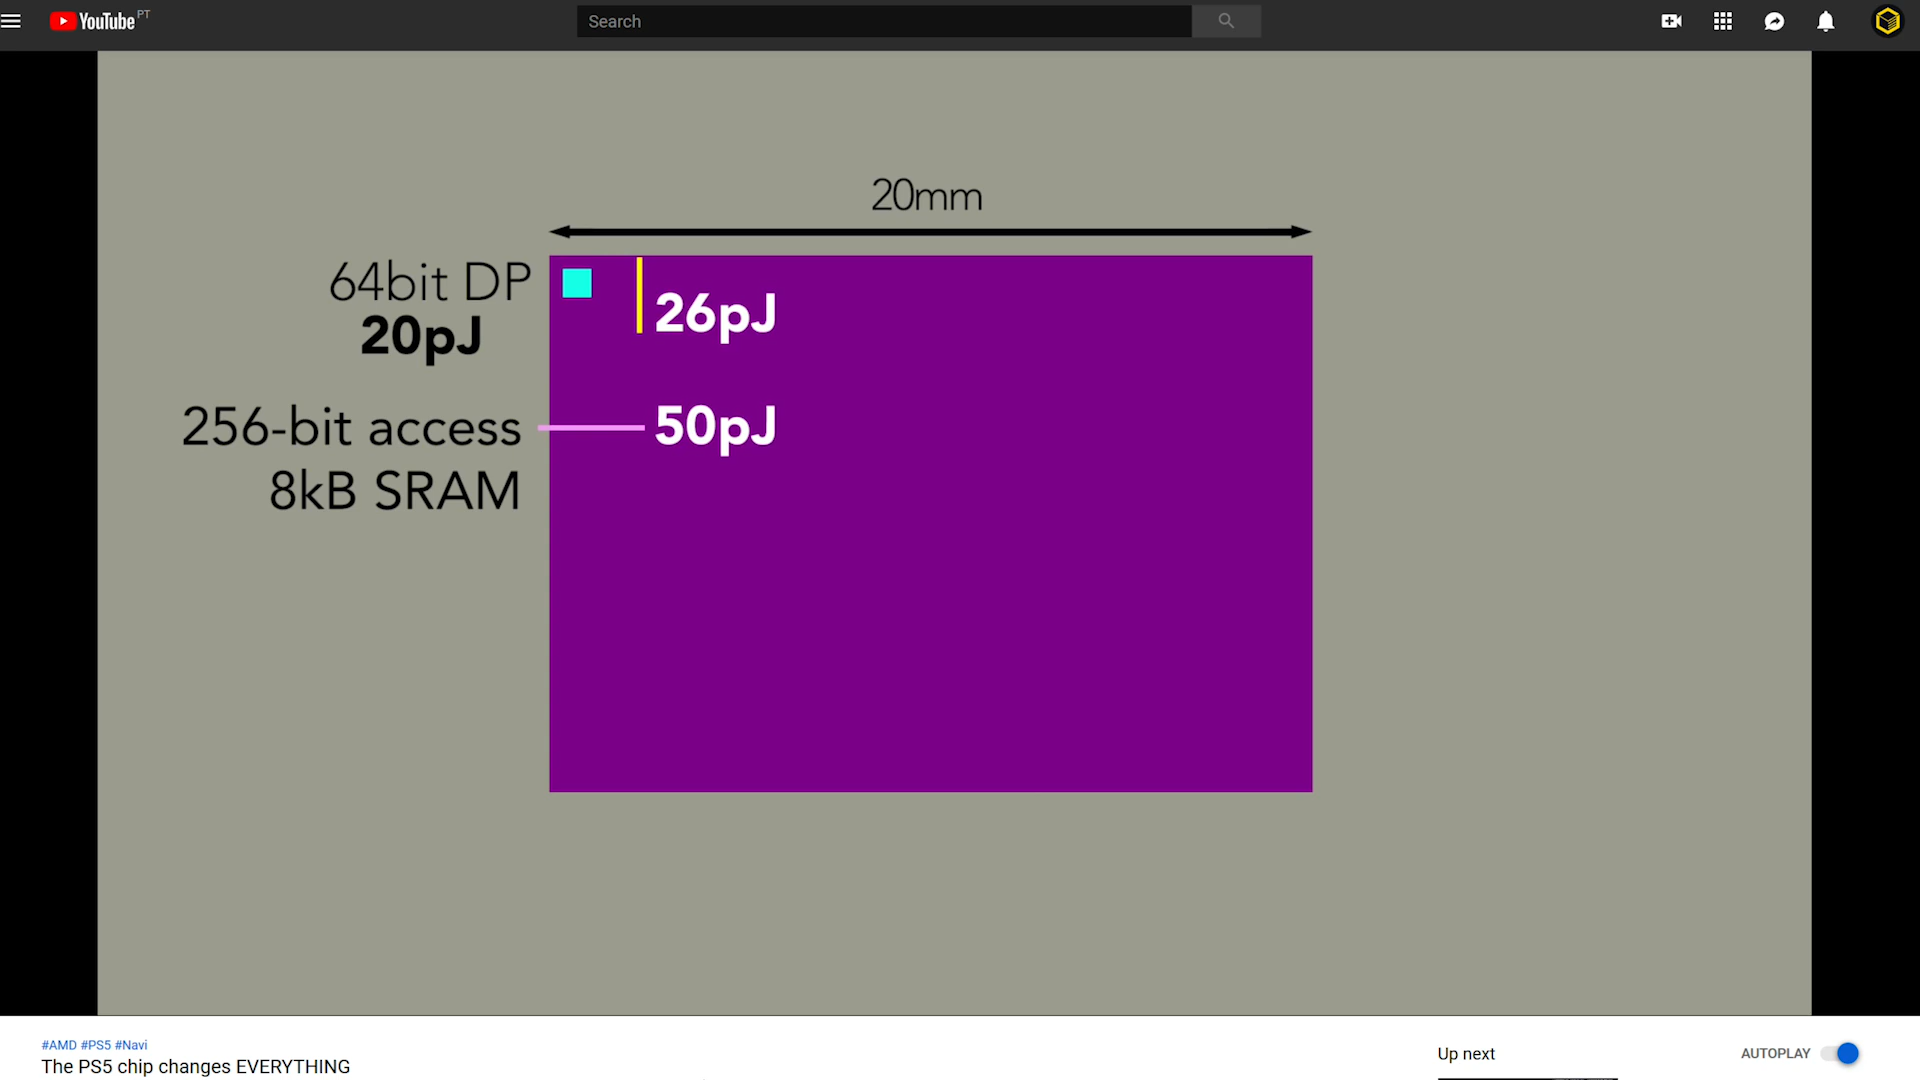 YouTube PT
Search
20mm
64bit DP
20pJ
26pJ
256-bit access
50pJ
8kB SRAM
#AMD #PS5 #Navi
The PS5 chip changes EVERYTHING
Up next
AUTOPLAY